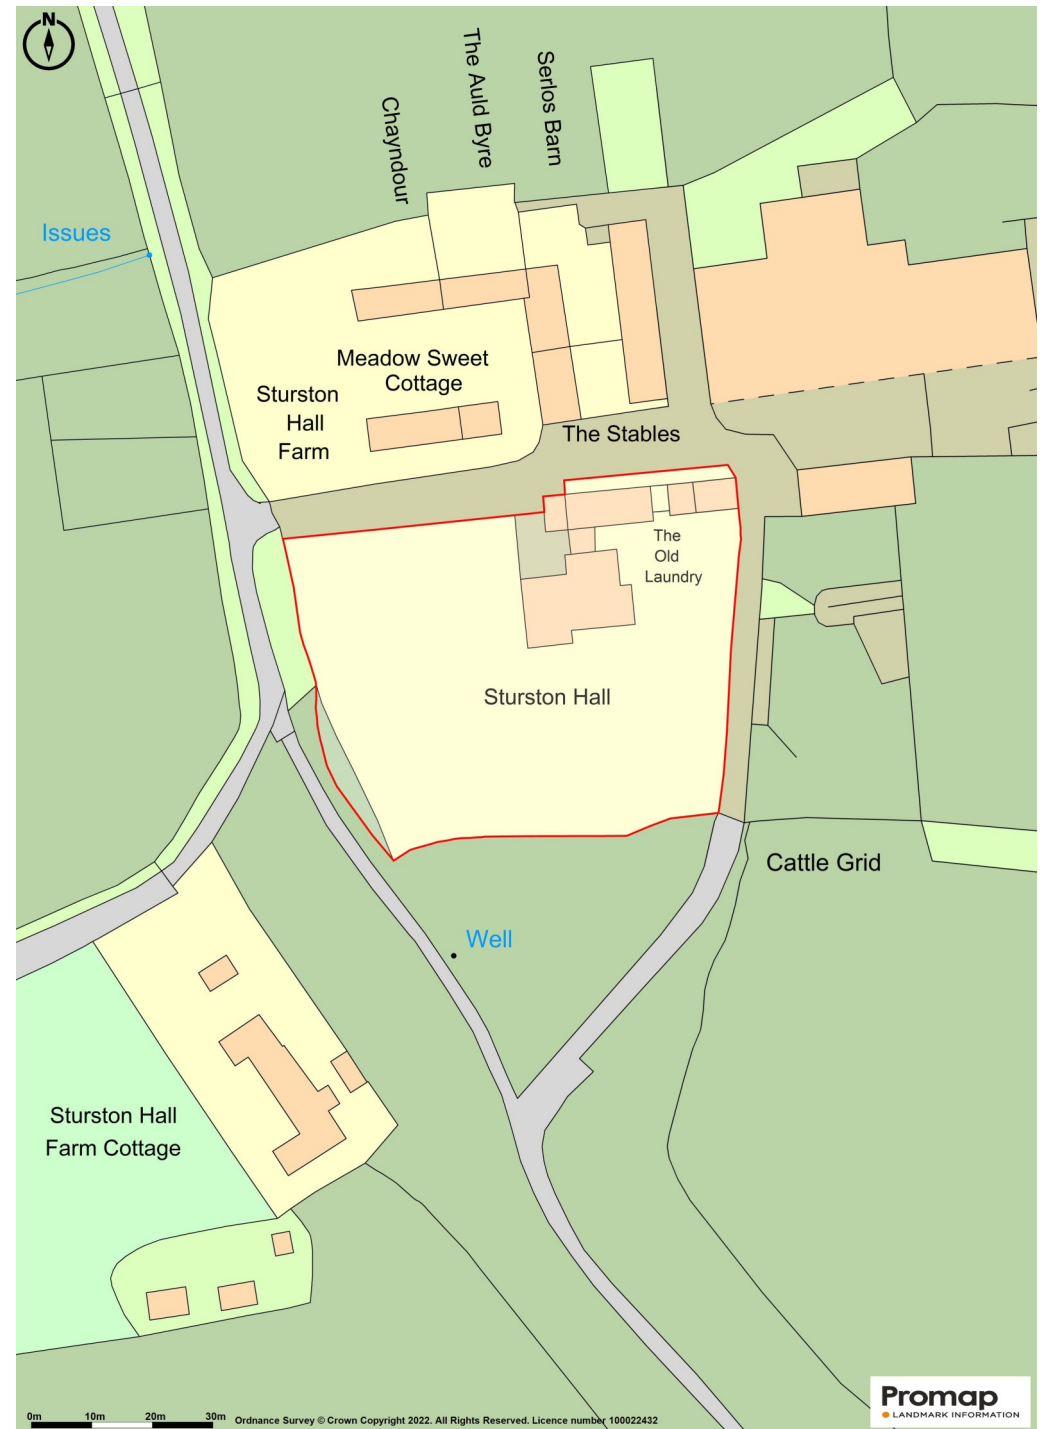 N
The Auld Byre
Serlos Barn
Chayndour
Issues
Meadow Sweet
Cottage
Sturston
Hall
Farm
The Stables
The
Old
Laundry
Sturston Hall
Cattle Grid
Well
Sturston Hall
Farm Cottage
0m 10m 20m 30m
Ordnance Survey © Crown Copyright 2022. All Rights Reserved. Licence number 100022432
Promap
LANDMARK INFORMATION